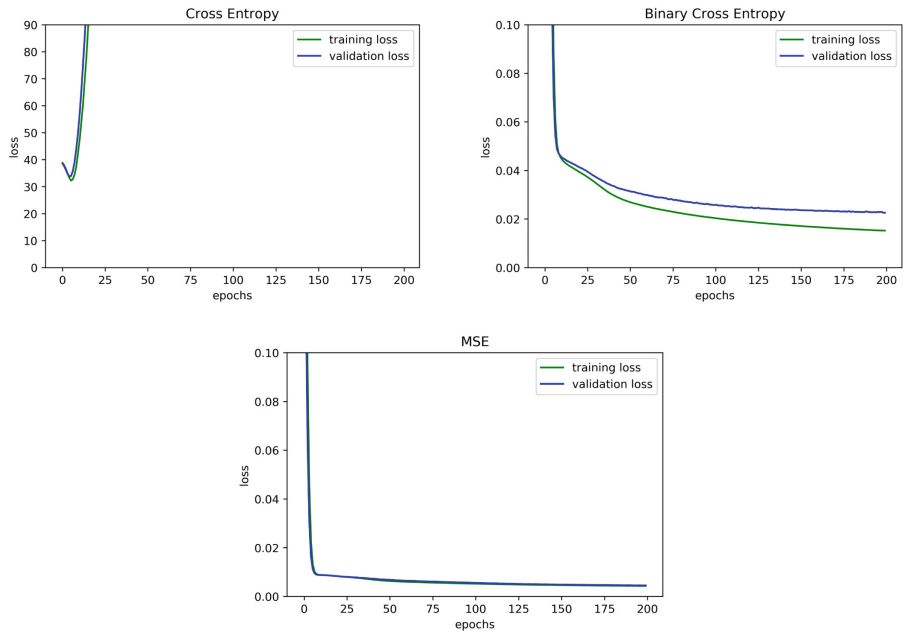 Cross Entropy
90
80
70
60
50
40
30
20
10
0
loss
training loss
validation loss
0 25 50 75 100 125 150 175 200
epochs
Binary Cross Entropy
0.10
0.08
0.06
0.04
0.02
0.00
loss
training loss
validation loss
0 25 50 75 100 125 150 175 200
epochs
MSE
0.10
0.08
0.06
0.04
0.02
0.00
loss
training loss
validation loss
0 25 50 75 100 125 150 175 200
epochs